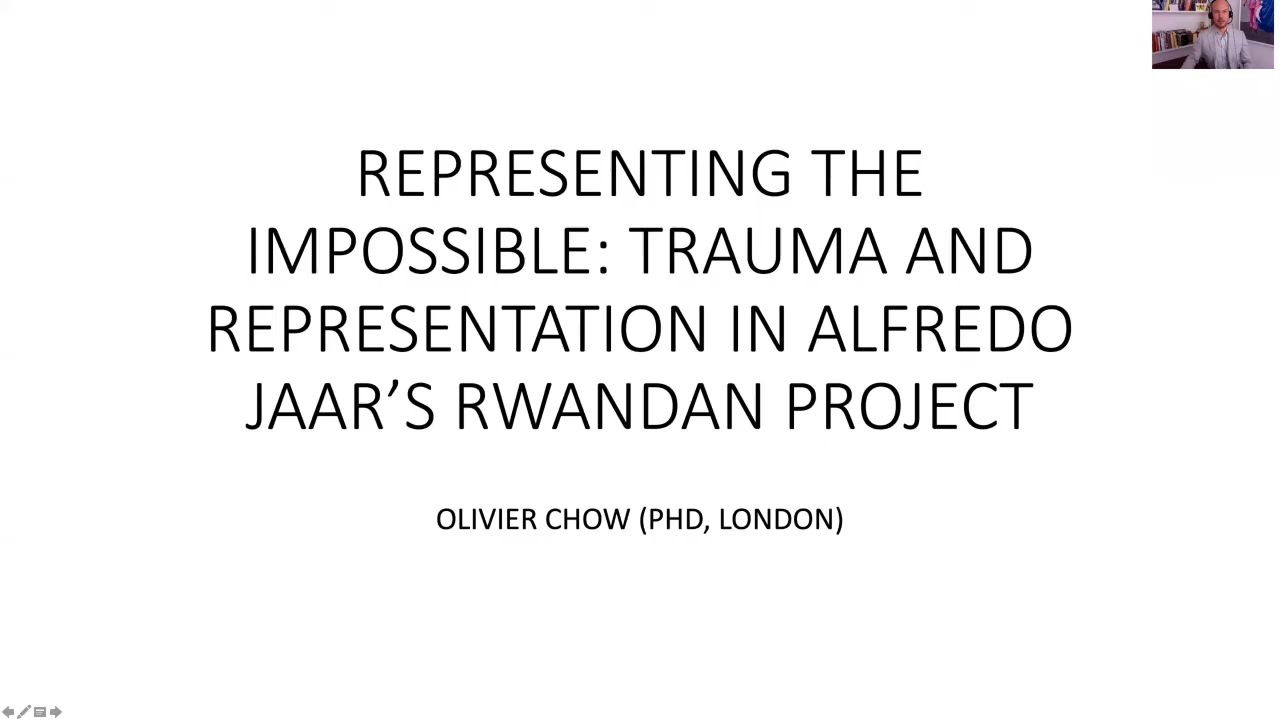 REPRESENTING THE
IMPOSSIBLE: TRAUMA AND
REPRESENTATION IN ALFREDO
JAAR’S RWANDAN PROJECT
OLIVIER CHOW (PHD, LONDON)